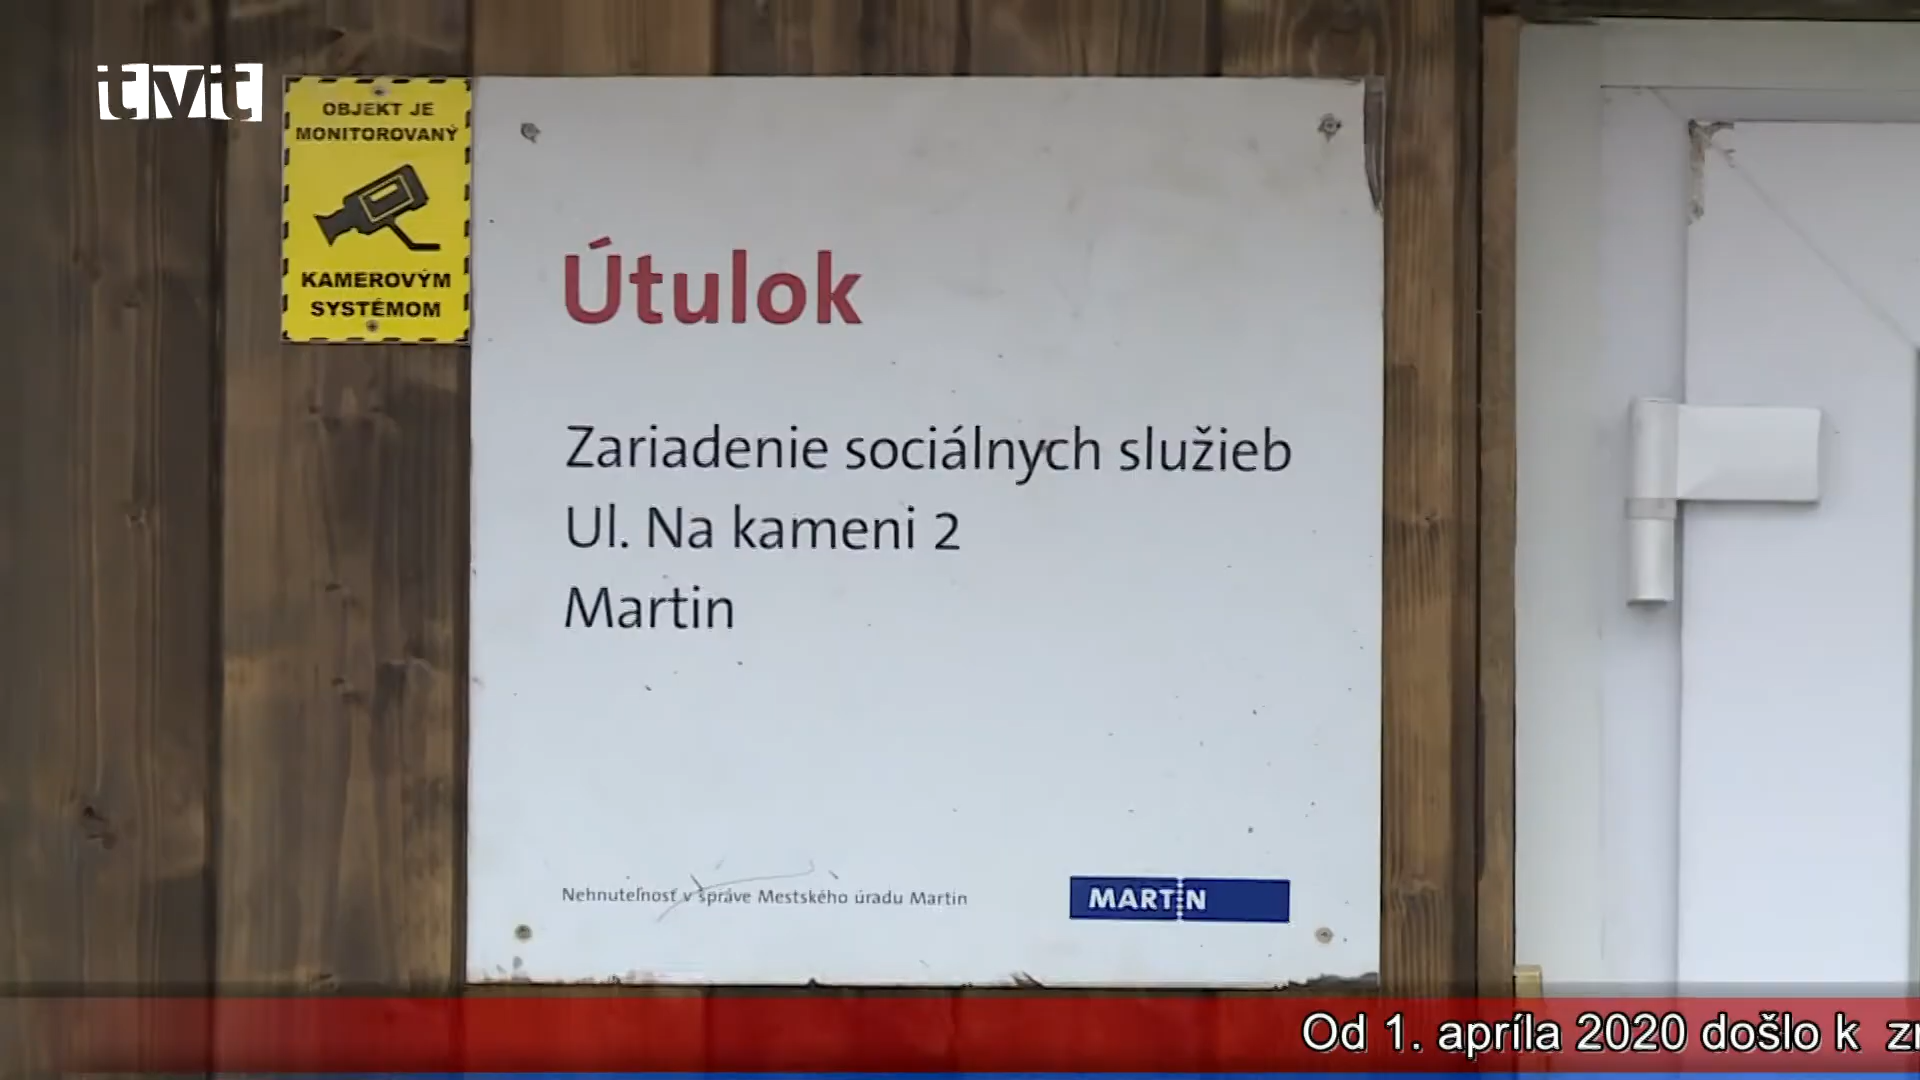 tvt
OBJEKT JE
MONITOROVANÝ
KAMEROVÝM
SYSTÉMOM
Útulok
Zariadenie sociálnych služieb
Ul. Na kameni 2
Martin
Nehnuteľnosť v správe Mestského úradu Martin
MARTIN
Od 1. apríla 2020 došlo k